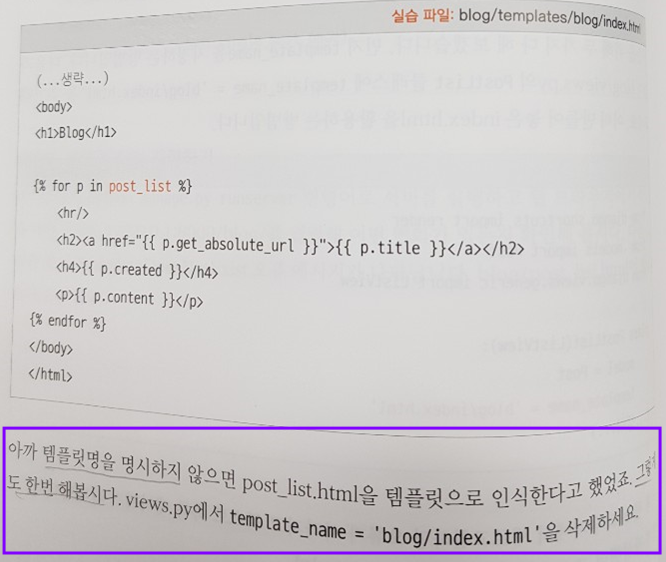 실습 파일: blog/templates/blog/index.html
(...생략...)
<body>
<h1>Blog</h1>
{% for p in post_list %}
<hr/>
<h2><a href="{{ p.get_absolute_url }}">{{ p.title }}</a></h2>
<h4>{{ p.created }}</h4>
<p>{{ p.content }}</p>
{% endfor %}
</body>
</html>
아까 템플릿명을 명시하지 않으면 post_list.html을 템플릿으로 인식한다고 했었죠.
도 한번 해봅시다. views.py에서 template_name = 'blog/index.html'을 삭제하세요.